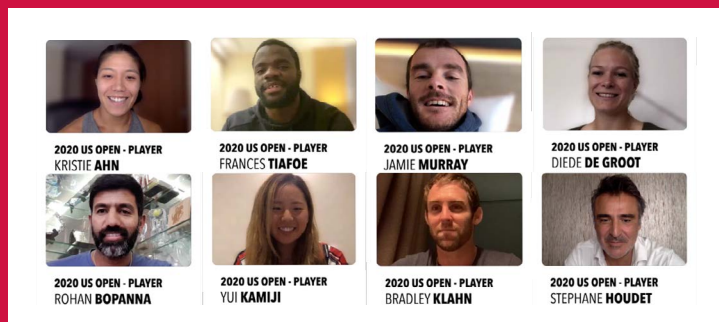 2020 US OPEN - PLAYER
KRISTIE AHN
2020 US OPEN - PLAYER
FRANCES TIAFOE
2020 US OPEN - PLAYER
JAMIE MURRAY
2020 US OPEN - PLAYER
DIEDE DE GROOT
2020 US OPEN - PLAYER
ROHAN BOPANNA
2020 US OPEN - PLAYER
YUI KAMIJI
2020 US OPEN - PLAYER
BRADLEY KLAHN
2020 US OPEN - PLAYER
STEPHANE HOUDET